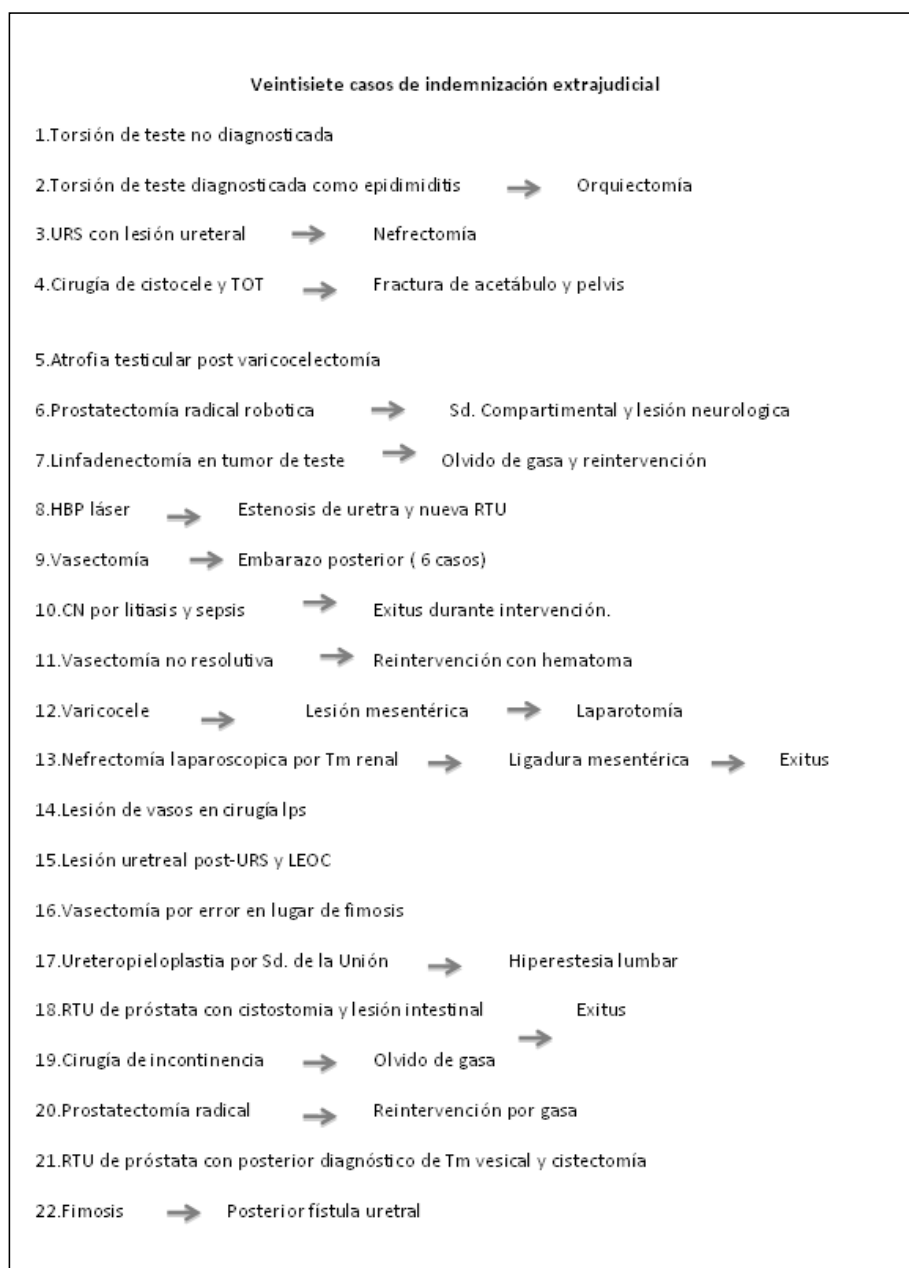 Veintisiete casos de indemnización extrajudicial
1.Torsión de teste no diagnosticada
2.Torsión de teste diagnosticada como epidimiditis → Orquiectomía
3.URS con lesión ureteral → Nefrectomía
4.Cirugía de cistocele y TOT → Fractura de acetábulo y pelvis
5.Atrofia testicular post varicocelectomía
6.Prostatectomía radical robotica → Sd. Compartimental y lesión neurologica
7.Linfadenectomía en tumor de teste → Olvido de gasa y reintervención
8.HBP láser → Estenosis de uretra y nueva RTU
9.Vasectomía → Embarazo posterior ( 6 casos)
10.CN por litiasis y sepsis → Exitus durante intervención.
11.Vasectomía no resolutiva → Reintervención con hematoma
12.Varicocele → Lesión mesentérica → Laparotomía
13.Nefrectomía laparoscopica por Tm renal → Ligadura mesentérica → Exitus
14.Lesión de vasos en cirugía lps
15.Lesión uretreal post-URS y LEOC
16.Vasectomía por error en lugar de fimosis
17.Ureteropieloplastia por Sd. de la Unión → Hiperestesia lumbar
18.RTU de próstata con cistostomia y lesión intestinal → Exitus
19.Cirugía de incontinencia → Olvido de gasa
20.Prostatectomía radical → Reintervención por gasa
21.RTU de próstata con posterior diagnóstico de Tm vesical y cistectomía
22.Fimosis → Posterior fístula uretral